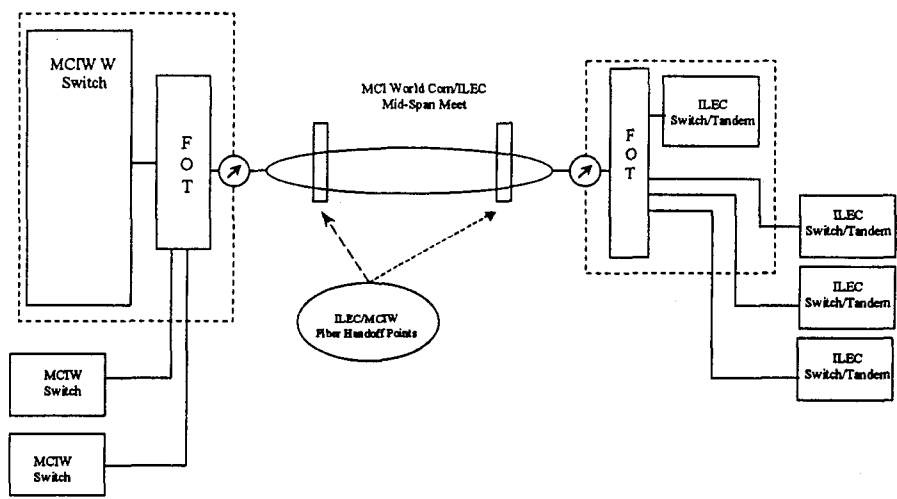 MCIW W
Switch
F
O
T
MCI World Com/ILEC
Mid-Span Meet
F
O
T
ILEC
Switch/Tandem
ILEC
Switch/Tandem
ILEC
Switch/Tandem
ILEC
Switch/Tandem
ILEC/MCIW
Fiber Handoff Points
MCIW
Switch
MCIW
Switch